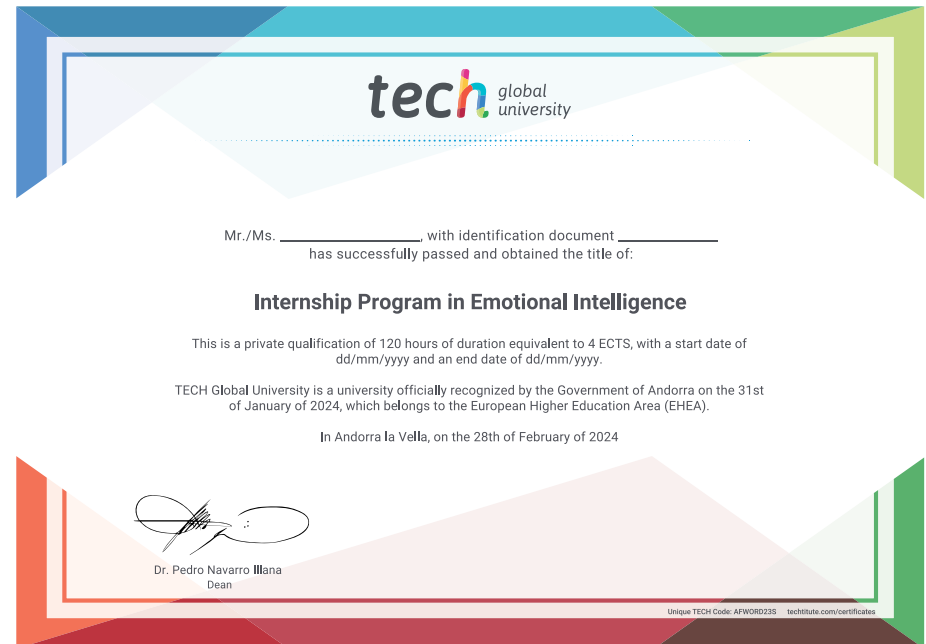 tech global university
Mr./Ms. ____________, with identification document ____________
has successfully passed and obtained the title of:
Internship Program in Emotional Intelligence
This is a private qualification of 120 hours of duration equivalent to 4 ECTS, with a start date of
dd/mm/yyyy and an end date of dd/mm/yyyy.
TECH Global University is a university officially recognized by the Government of Andorra on the 31st
of January of 2024, which belongs to the European Higher Education Area (EHEA).
In Andorra la Vella, on the 28th of February of 2024
Dr. Pedro Navarro Illana
Dean
Unique TECH Code: AFWORD23S techtitute.com/certificates